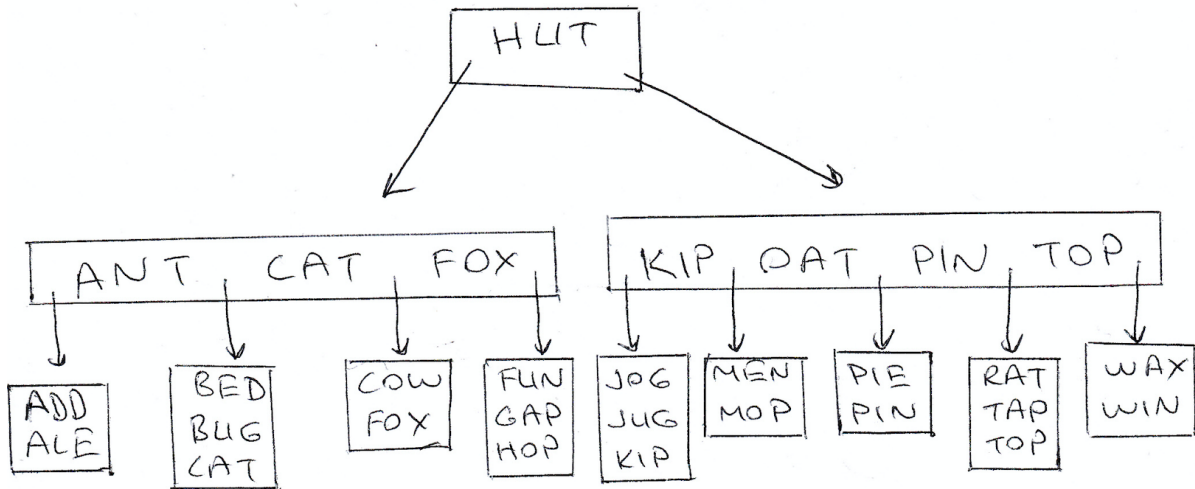 HUT
ANT CAT FOX
KIP OAT PIN TOP
ADD
ALE
BED
BUG
CAT
COW
FOX
FUN
GAP
HOP
JOG
JUG
KIP
MEN
MOP
PIE
PIN
RAT
TAP
TOP
WAX
WIN